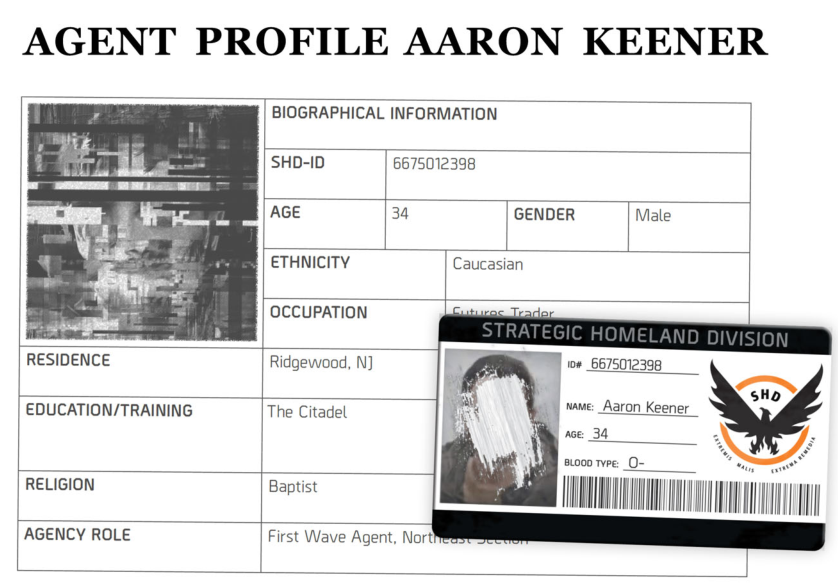 AGENT PROFILE AARON KEENER
BIOGRAPHICAL INFORMATION
SHD-ID 6675012398
AGE 34 GENDER Male
ETHNICITY Caucasian
OCCUPATION Futures Trader
RESIDENCE Ridgewood, NJ
EDUCATION/TRAINING The Citadel
RELIGION Baptist
AGENCY ROLE First Wave Agent, Northeast Section
STRATEGIC HOMELAND DIVISION
ID# 6675012398
NAME: Aaron Keener
AGE: 34
BLOOD TYPE: O-
SHD
EXTREMIS MALIS EXTREMA REMEDIA